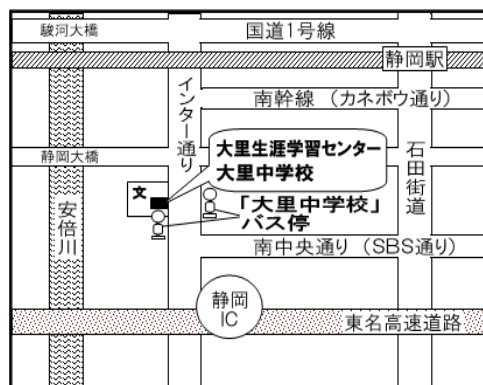 駿河大橋
国道1号線
静岡駅
インター通り
南幹線（カネボウ通り）
静岡大橋
大里生涯学習センター
大里中学校
石田街道
文
「大里中学校」
バス停
安倍川
南中央通り（SBS通り）
静岡
IC
東名高速道路